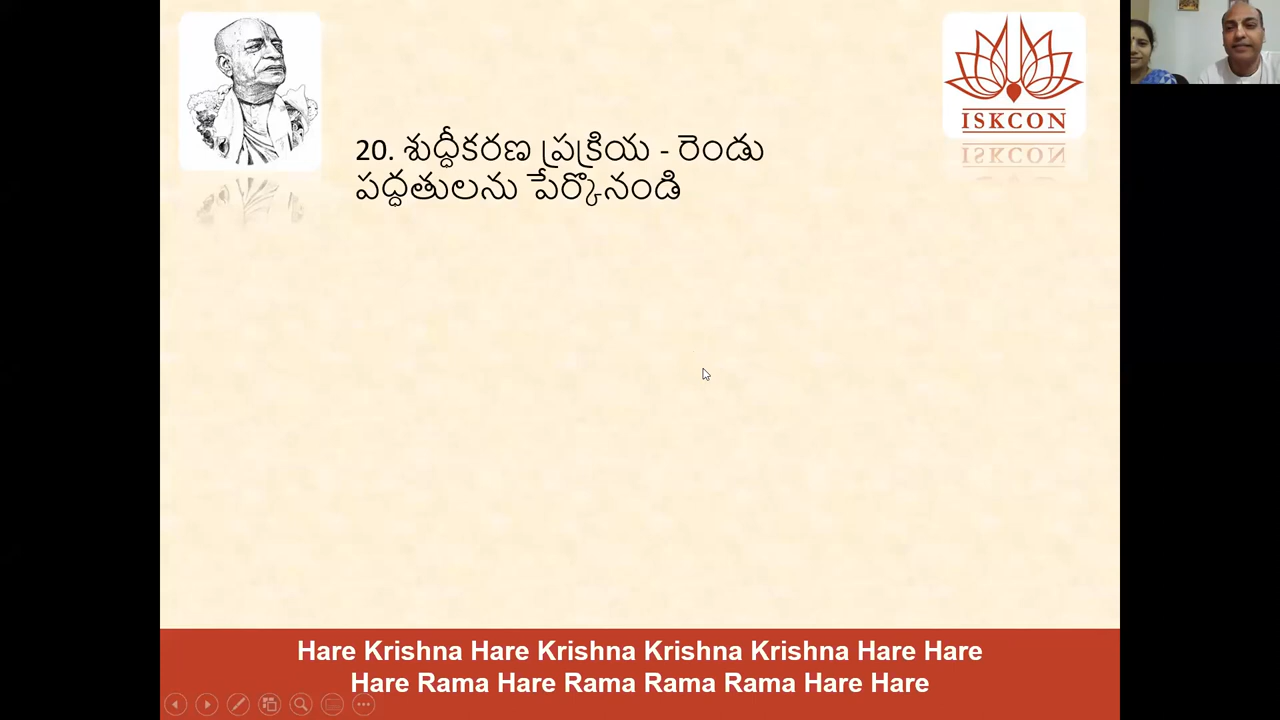 ISKCON
20. శుద్ధీకరణ ప్రక్రియ - రెండు
పద్ధతులను పేర్కొనండి
Hare Krishna Hare Krishna Krishna Krishna Hare Hare
Hare Rama Hare Rama Rama Rama Hare Hare